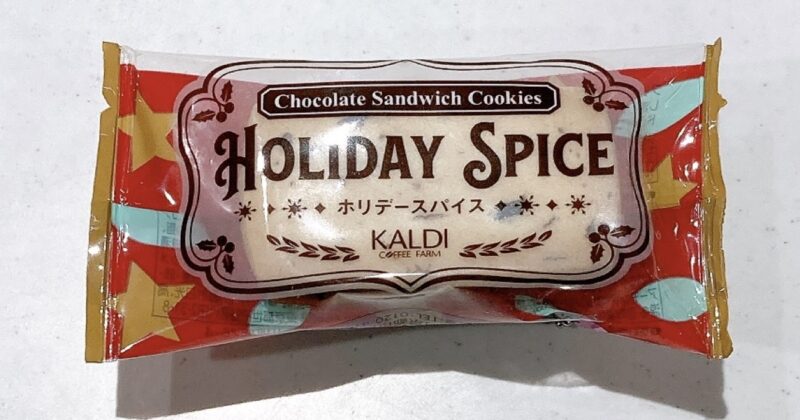 Chocolate Sandwich Cookies
HOLIDAY SPICE
ホリデースパイス
KALDI
COFFEE FARM